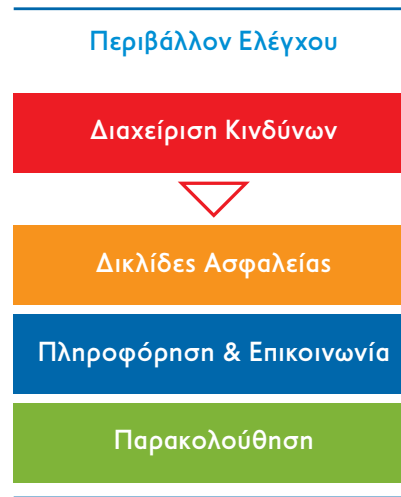 Περιβάλλον Ελέγχου
Διαχείριση Κινδύνων
Δικλίδες Ασφαλείας
Πληροφόρηση & Επικοινωνία
Παρακολούθηση